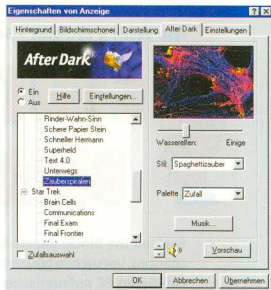 Eigenschaften von Anzeige
Hintergrund Bildschirmschoner Darstellung After Dark Einstellungen
After Dark
Ein
Aus
Hilfe
Einstellungen...
Rinder-Wahn-Sinn
Schere Papier Stein
Schneller Hermann
Superheld
Text 4.0
Unterwegs
Zauberspiralen
Star Trek
Brain Cells
Communications
Final Exam
Final Frontier
Zufallsauswahl
Wasserelfen: Einige
Stil: Spaghettizauber
Palette Zufall
Musik...
Vorschau
OK Abbrechen Übernehmen